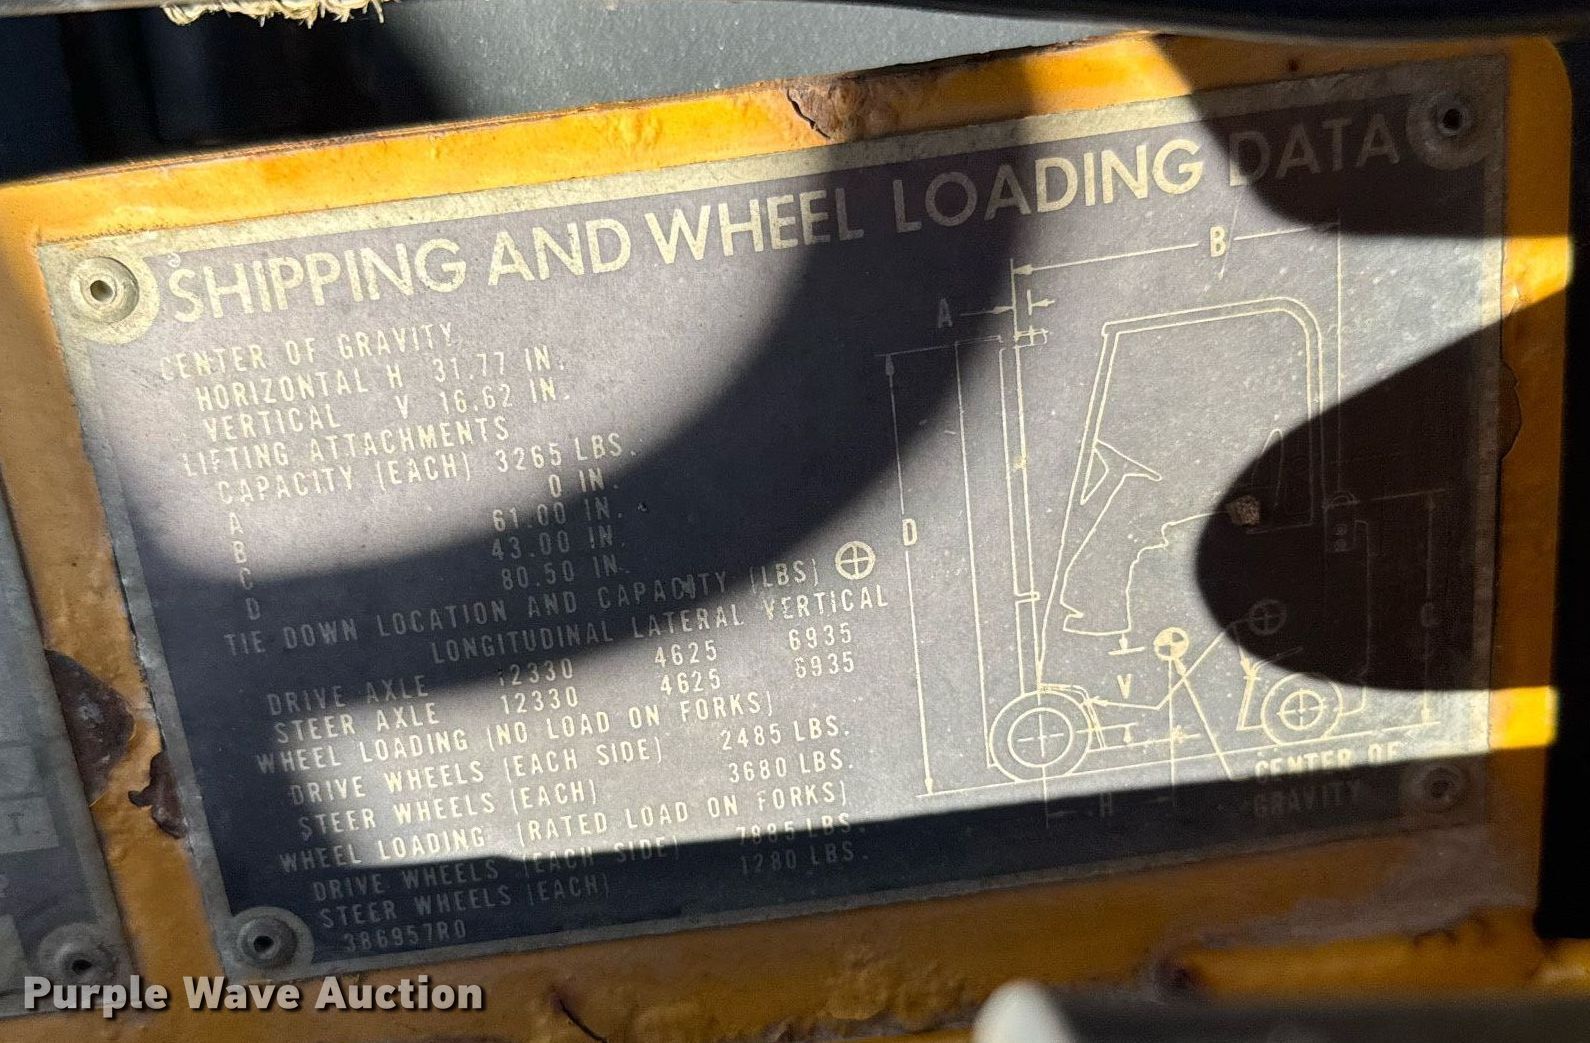 SHIPPING AND WHEEL LOADING DATA
CENTER OF GRAVITY
HORIZONTAL H 31.77 IN.
VERTICAL V 16.62 IN.
LIFTING ATTACHMENTS
CAPACITY (EACH) 3265 LBS.
A 0 IN.
B 61.00 IN.
C 43.00 IN.
D 80.50 IN.
TIE DOWN LOCATION AND CAPACITY (LBS)
LONGITUDINAL LATERAL VERTICAL
DRIVE AXLE 12330 4625 6935
STEER AXLE 12330 4625 6935
WHEEL LOADING (NO LOAD ON FORKS)
DRIVE WHEELS (EACH SIDE) 2485 LBS.
STEER WHEELS (EACH) 3680 LBS.
WHEEL LOADING (RATED LOAD ON FORKS)
DRIVE WHEELS (EACH SIDE) 7885 LBS.
STEER WHEELS (EACH) 1280 LBS.
386957R0
B
A
D
C
V
H
CENTER OF
GRAVITY
T
Purple Wave Auction